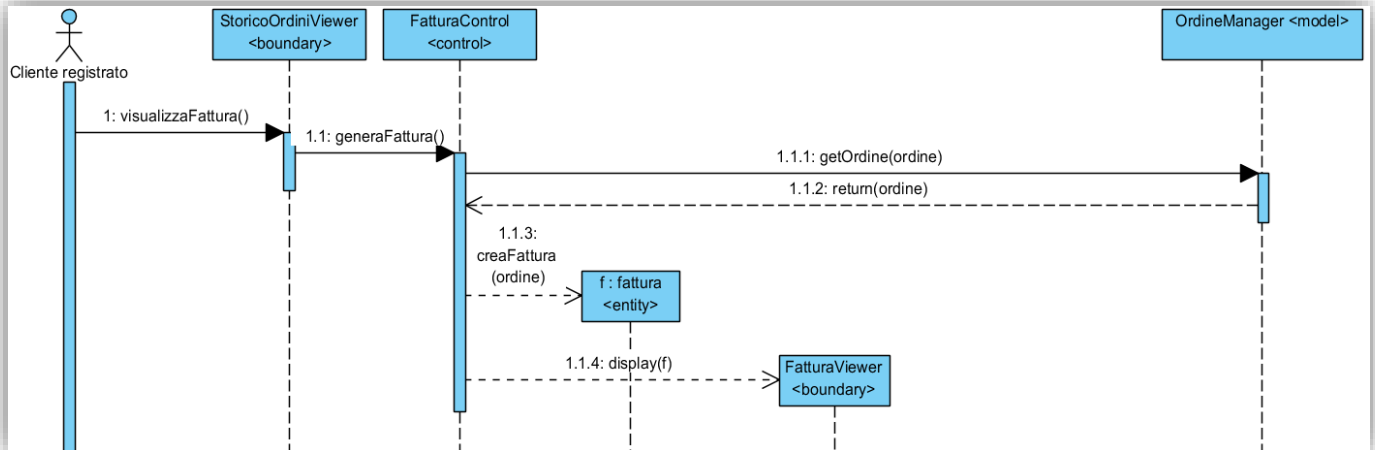 StoricoOrdiniViewer
<boundary>
FatturaControl
<control>
OrdineManager <model>
Cliente registrato
1: visualizzaFattura()
1.1: generaFattura()
1.1.1: getOrdine(ordine)
1.1.2: return(ordine)
1.1.3:
creaFattura
(ordine)
f : fattura
<entity>
1.1.4: display(f)
FatturaViewer
<boundary>